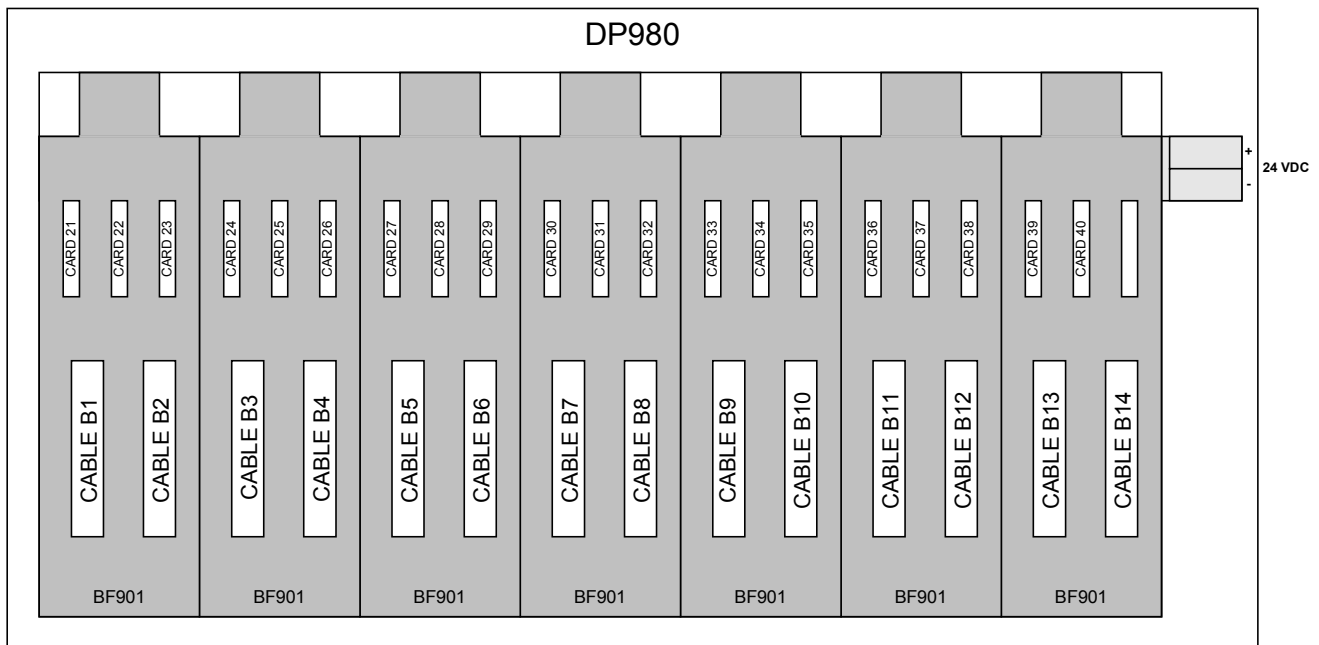 DP980
+
24 VDC
-
CARD 21
CARD 22
CARD 23
CARD 24
CARD 25
CARD 26
CARD 27
CARD 28
CARD 29
CARD 30
CARD 31
CARD 32
CARD 33
CARD 34
CARD 35
CARD 36
CARD 37
CARD 38
CARD 39
CARD 40
CABLE B1
CABLE B2
CABLE B3
CABLE B4
CABLE B5
CABLE B6
CABLE B7
CABLE B8
CABLE B9
CABLE B10
CABLE B11
CABLE B12
CABLE B13
CABLE B14
BF901
BF901
BF901
BF901
BF901
BF901
BF901